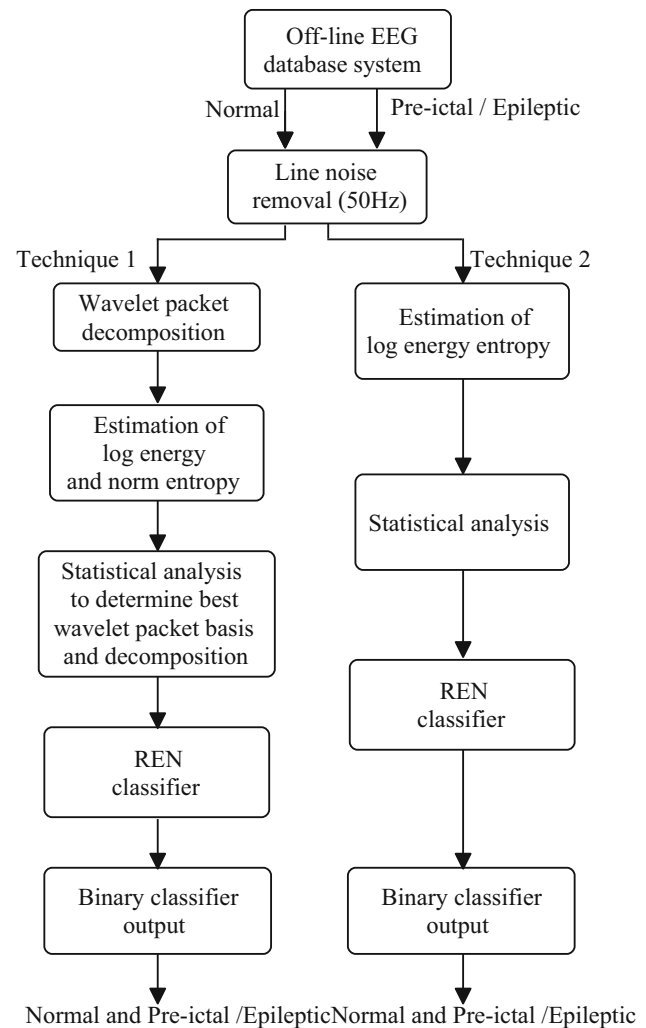 Off-line EEG
database system
Normal
Pre-ictal / Epileptic
Line noise
removal (50Hz)
Technique 1
Technique 2
Wavelet packet
decomposition
Estimation of
log energy
and norm entropy
Statistical analysis
to determine best
wavelet packet basis
and decomposition
REN
classifier
Binary classifier
output
Normal and Pre-ictal /Epileptic
Estimation of
log energy entropy
Statistical analysis
REN
classifier
Binary classifier
output
Normal and Pre-ictal /Epileptic